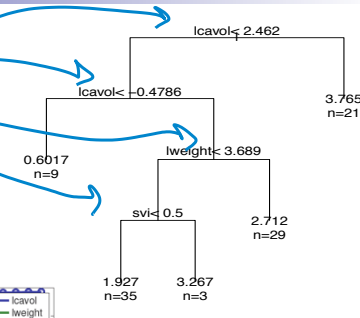 lcavol< 2.462
lcavol< −0.4786
3.765
n=21
0.6017
n=9
lweight< 3.689
svi< 0.5
2.712
n=29
1.927
n=35
3.267
n=3
lcavol
lweight